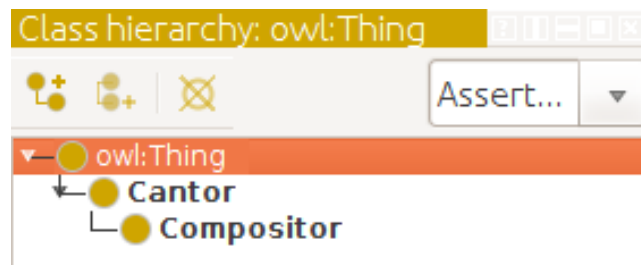 Class hierarchy: owl:Thing
Assert...
owl:Thing
Cantor
Compositor